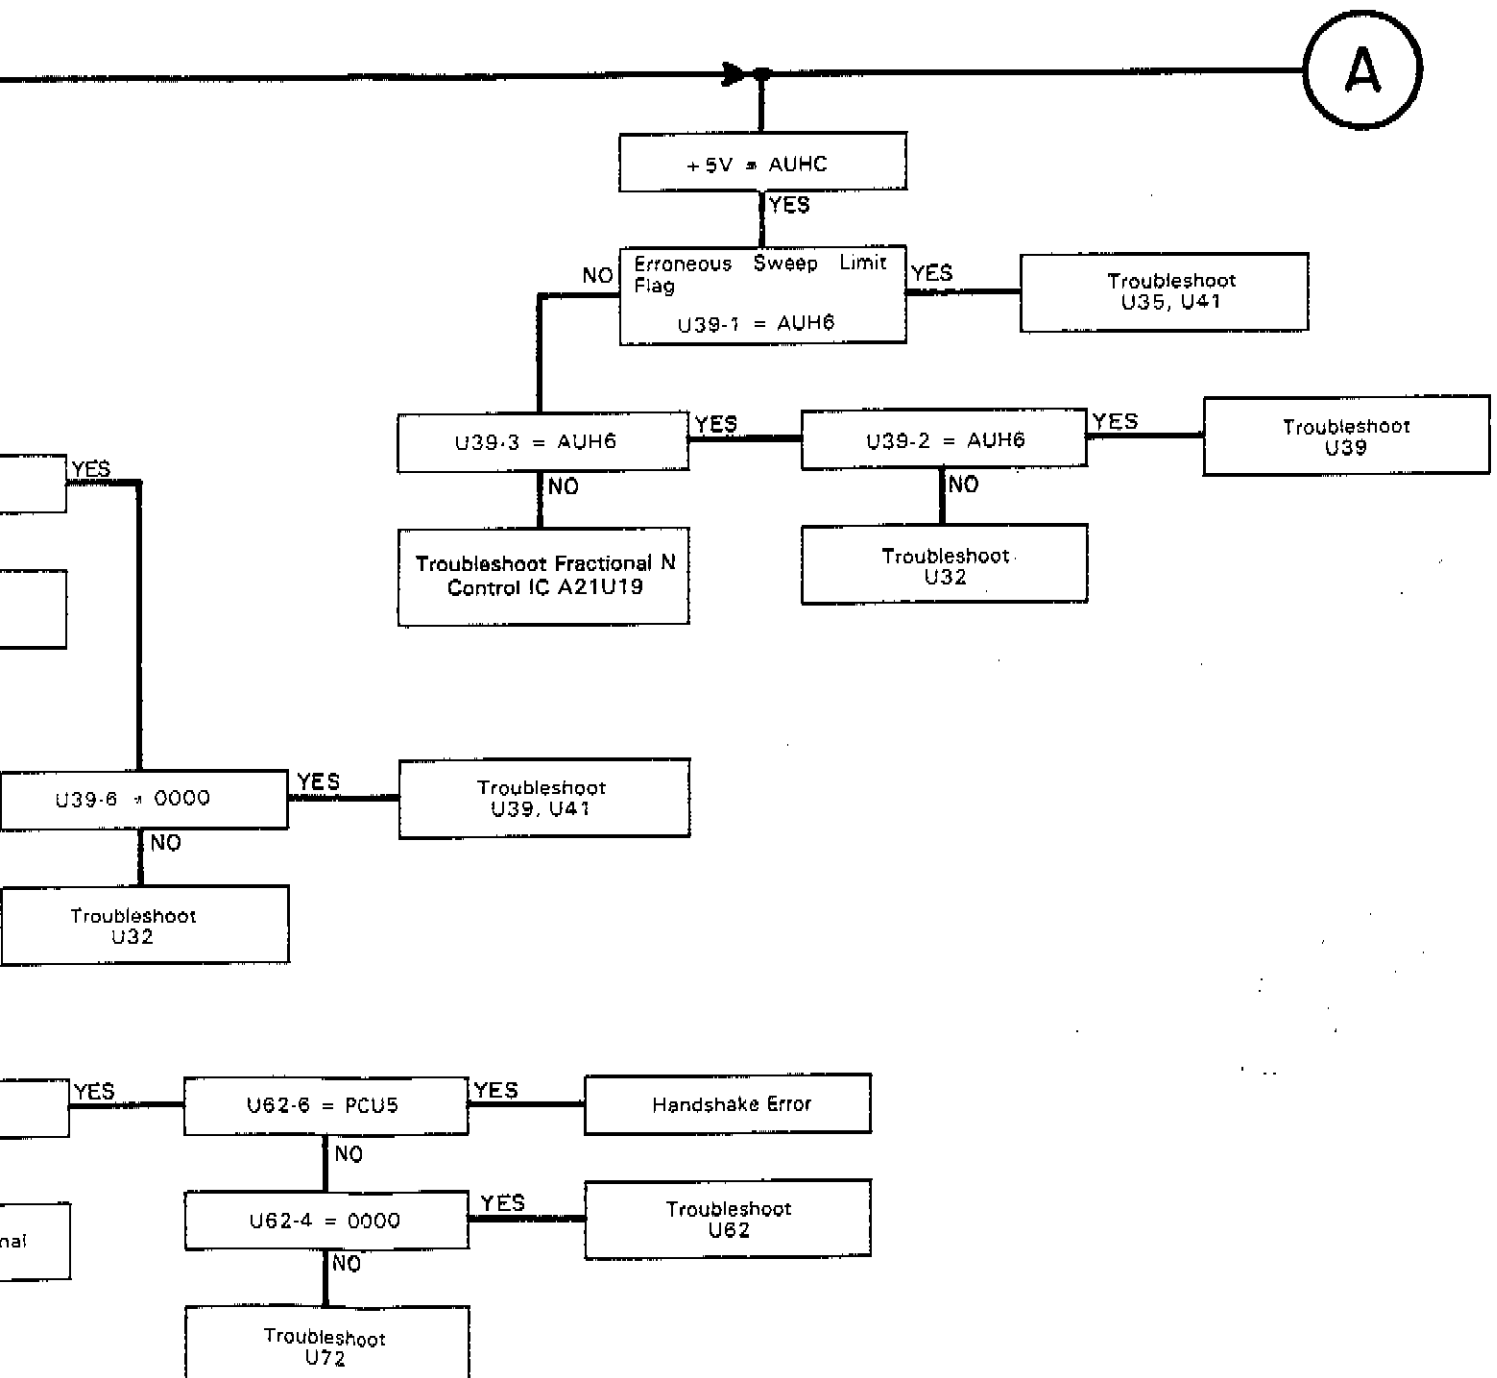 A
+5V = AUHC
YES
Erroneous Sweep Limit
Flag
U39-1 = AUH6
NO
YES
Troubleshoot
U35, U41
U39-3 = AUH6
YES
U39-2 = AUH6
YES
Troubleshoot
U39
NO
NO
Troubleshoot Fractional N
Control IC A21U19
Troubleshoot
U32
YES
U39-6 = 0000
YES
Troubleshoot
U39, U41
NO
Troubleshoot
U32
YES
U62-6 = PCU5
YES
Handshake Error
NO
U62-4 = 0000
YES
Troubleshoot
U62
nal
NO
Troubleshoot
U72